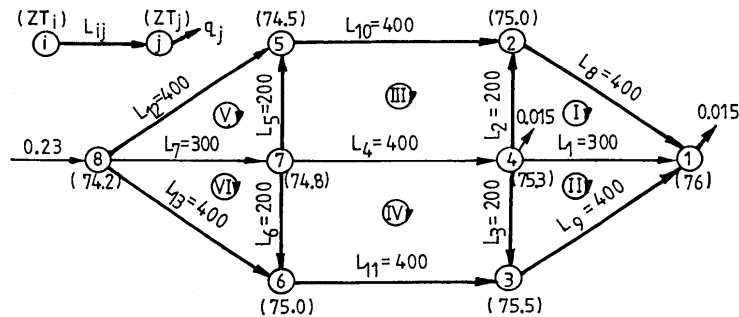 (ZTi) Lij (ZTj) qj
i j
(74.5) L10=400 (75.0)
5 2
L12=400 L5=200 III L2=200 L8=400
V I
0.015 0.015
0.23 8 L7=300 7 L4=400 4 L1=300 1
(74.2) (74.8) (75.3) (76)
VI II
L13=400 L6=200 IV L3=200 L9=400
6 L11=400 3
(75.0) (75.5)